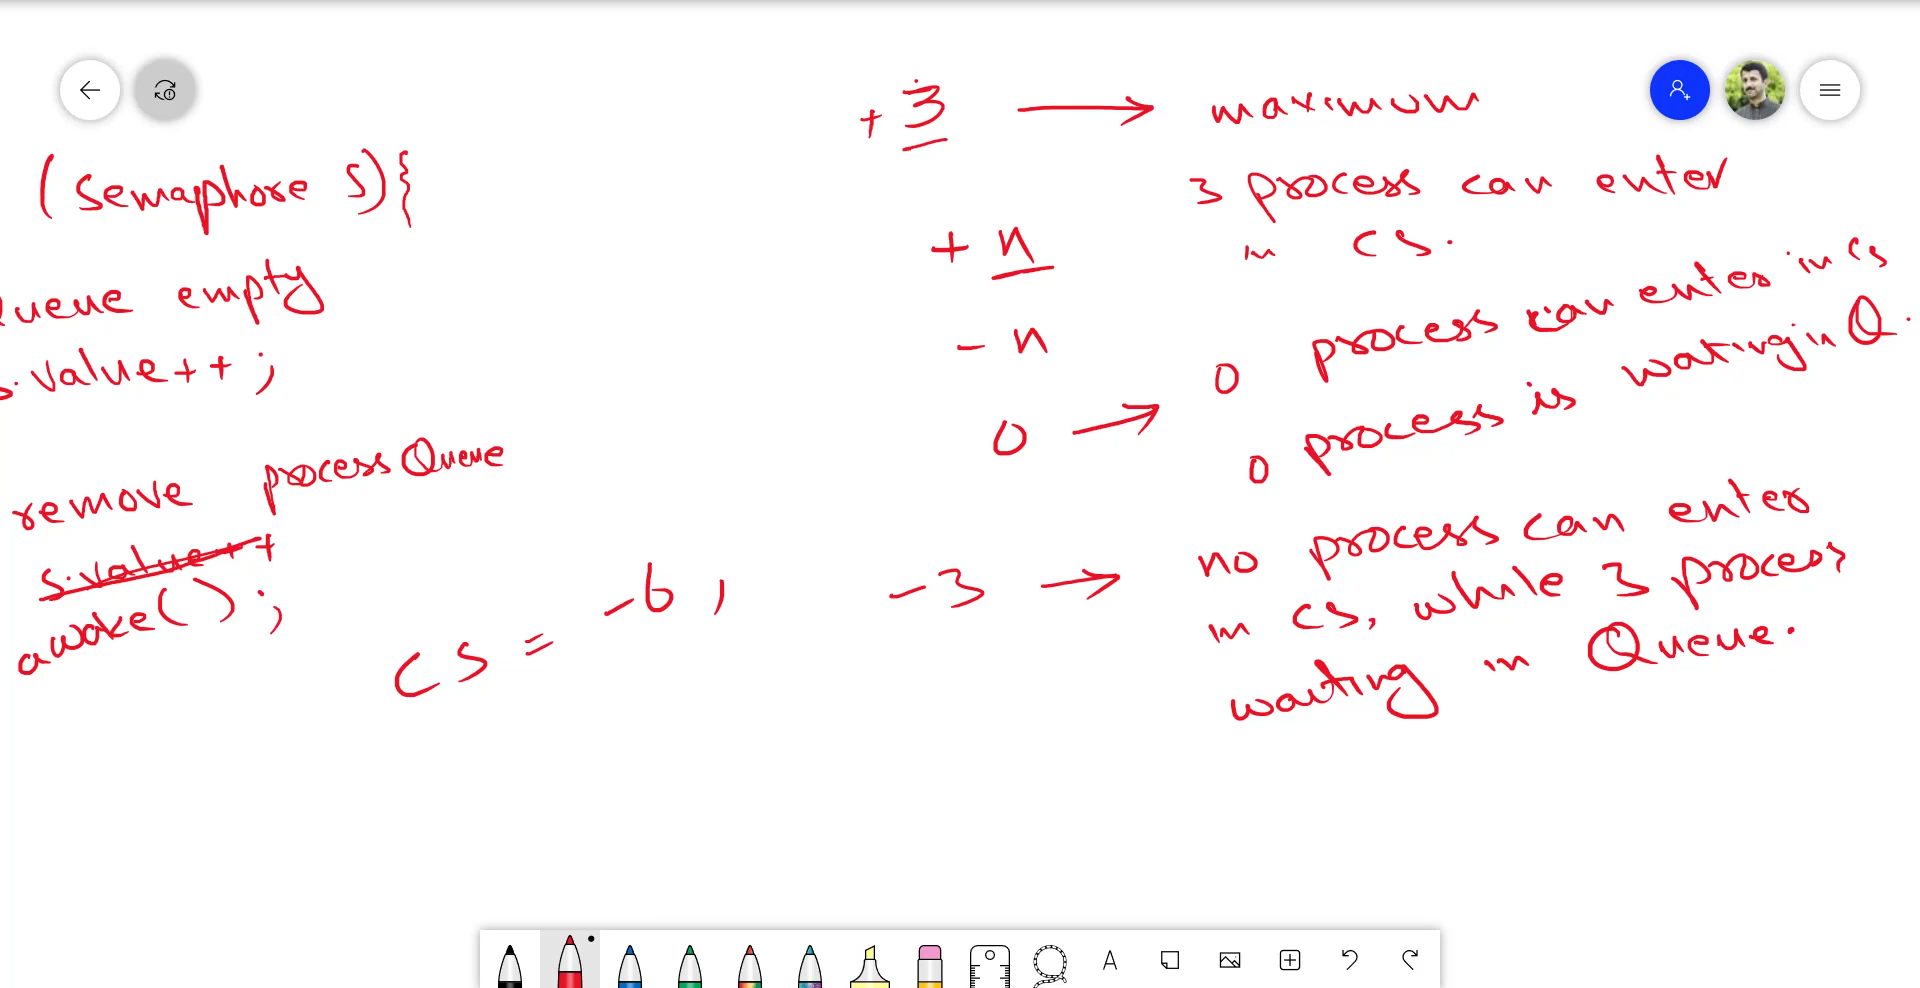 (Semaphore S){
Queue empty
s.value++;
remove processQueue
s.value++
awake();
CS = -6,
+3 → maximum
3 process can enter
in CS.
+n
-n
0 → 0 process can enter in CS
0 process is waiting in Q.
-3 → no process can enter
in CS, while 3 process
waiting in Queue.
A